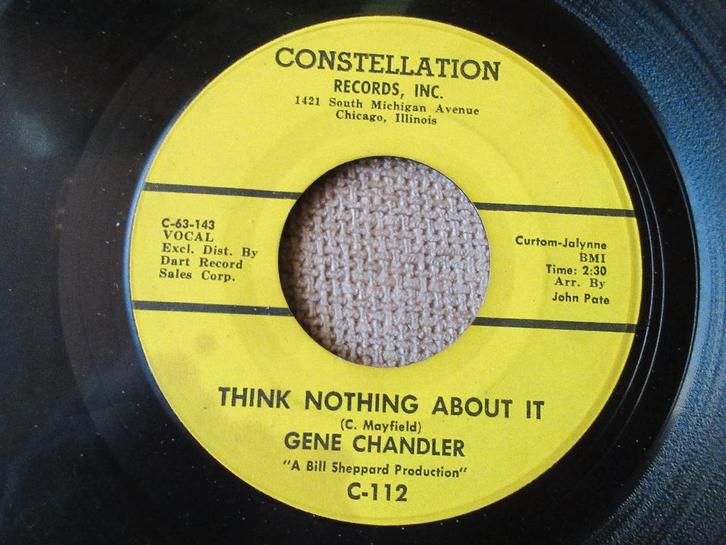 CONSTELLATION
RECORDS, INC.
1421 South Michigan Avenue
Chicago, Illinois
C-63-143
VOCAL
Excl. Dist. By
Dart Record
Sales Corp.
Curtom-Jalynne
BMI
Time: 2:30
Arr. By
John Pate
THINK NOTHING ABOUT IT
(C. Mayfield)
GENE CHANDLER
"A Bill Sheppard Production"
C-112